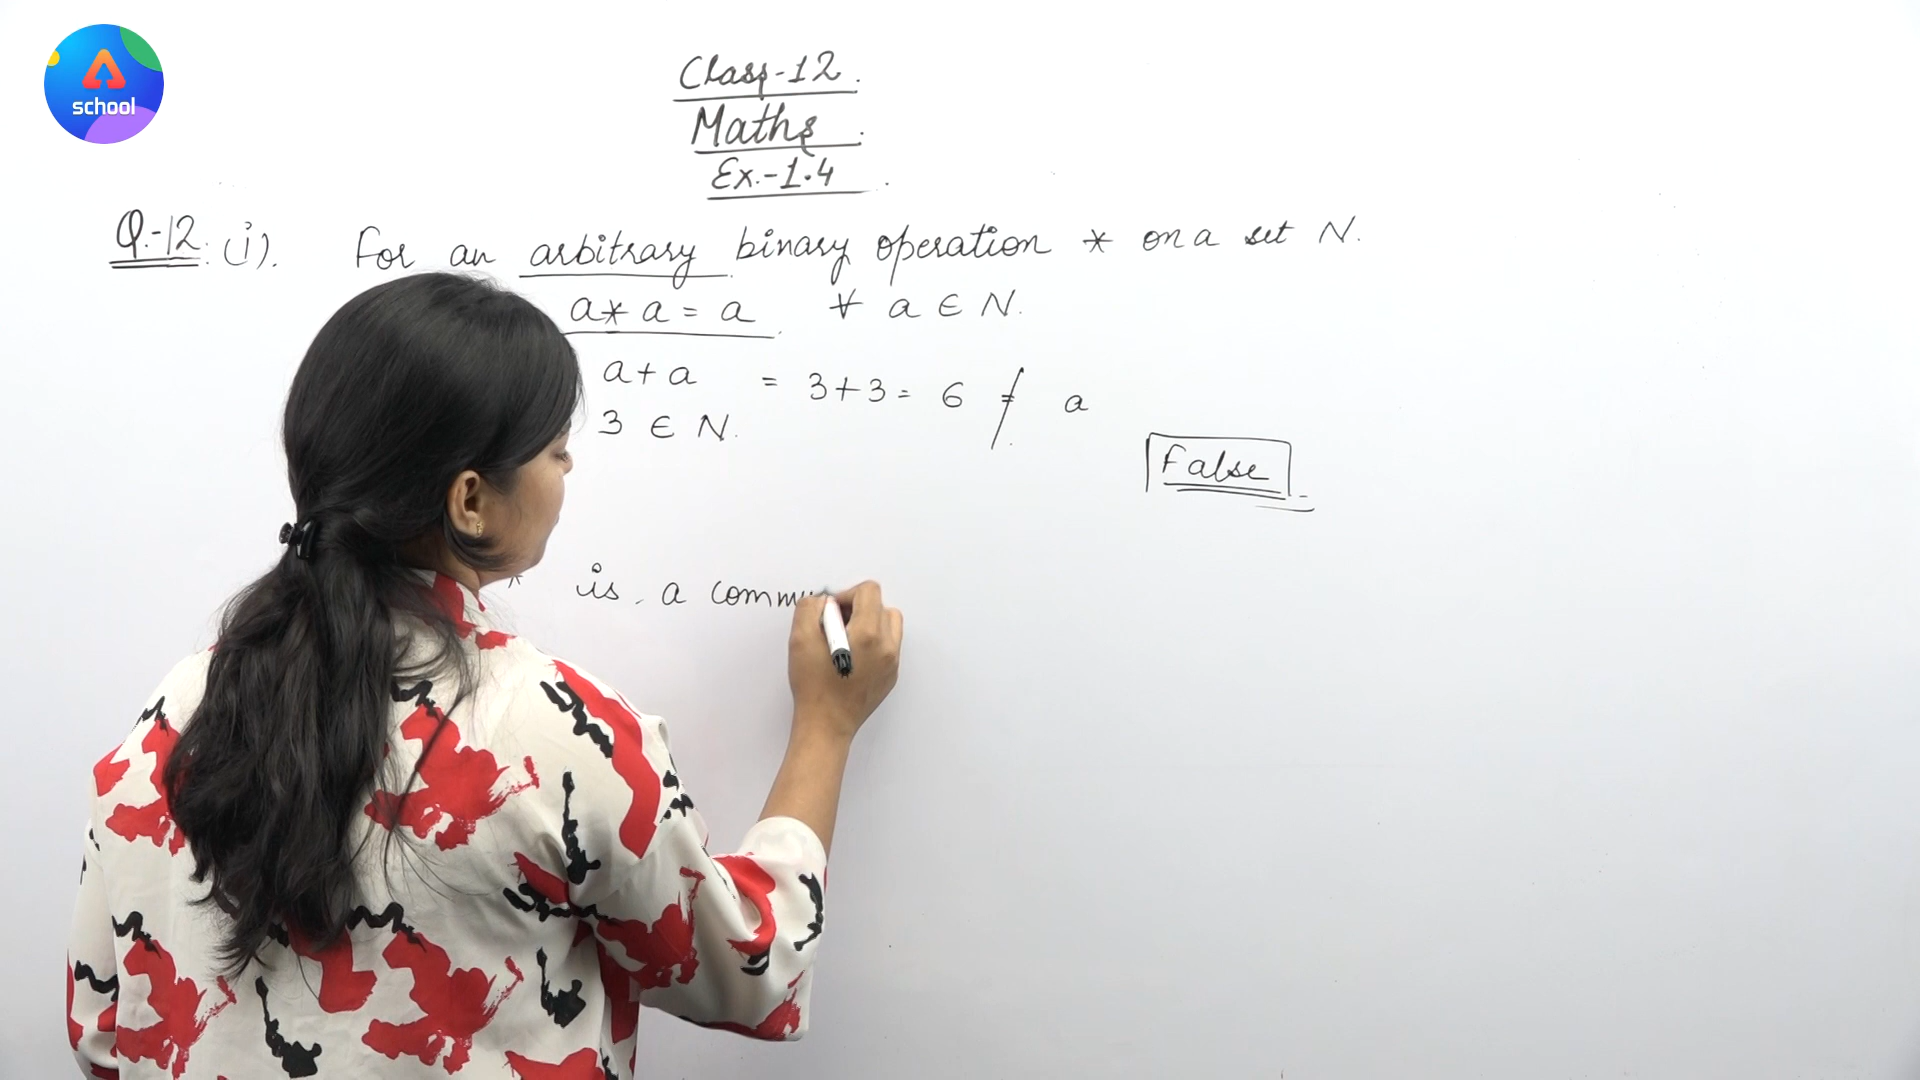 school
Class-12.
Maths.
Ex.-1.4
Q.-12. (i). For an arbitrary binary operation * on a set N.
a * a = a ∀ a ∈ N.
a + a = 3+3 = 6 ≠ a
3 ∈ N.
False
* is a commu